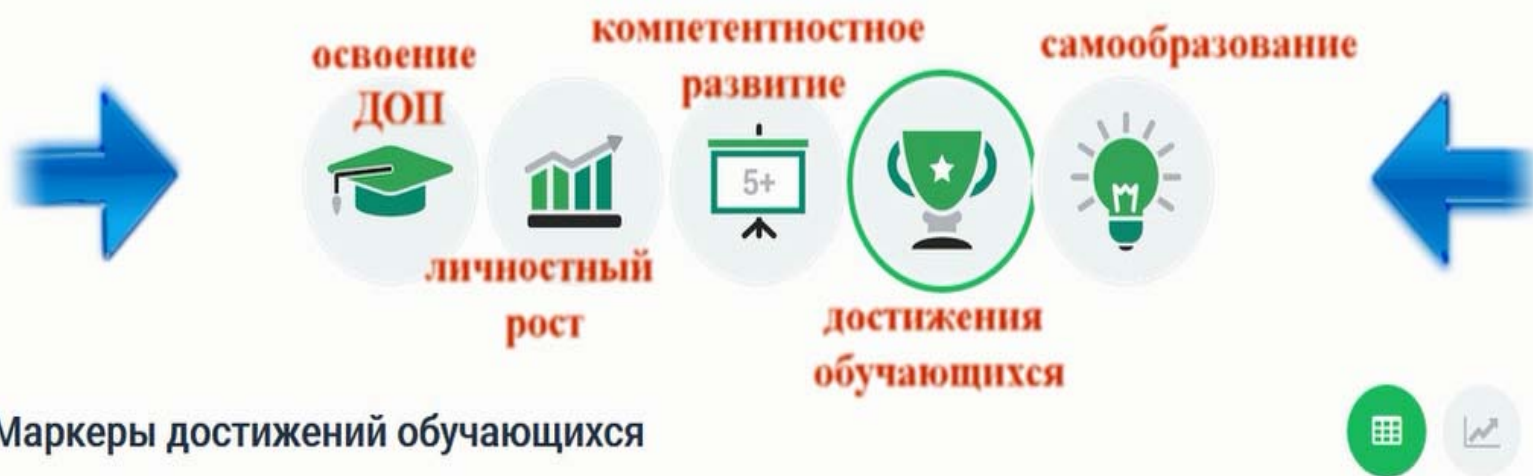 освоение
ДОП
личностный
рост
компетентностное
развитие
5+
достижения
обучающихся
самообразование
Маркеры достижений обучающихся